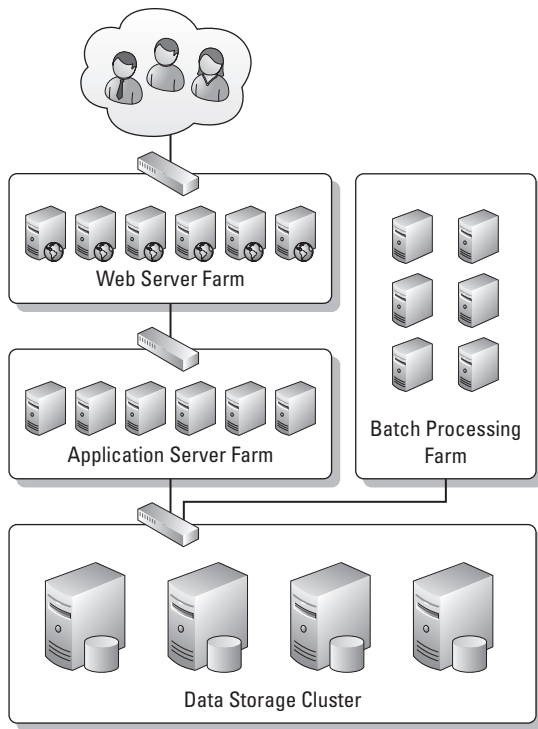 Web Server Farm
Application Server Farm
Batch Processing
Farm
Data Storage Cluster